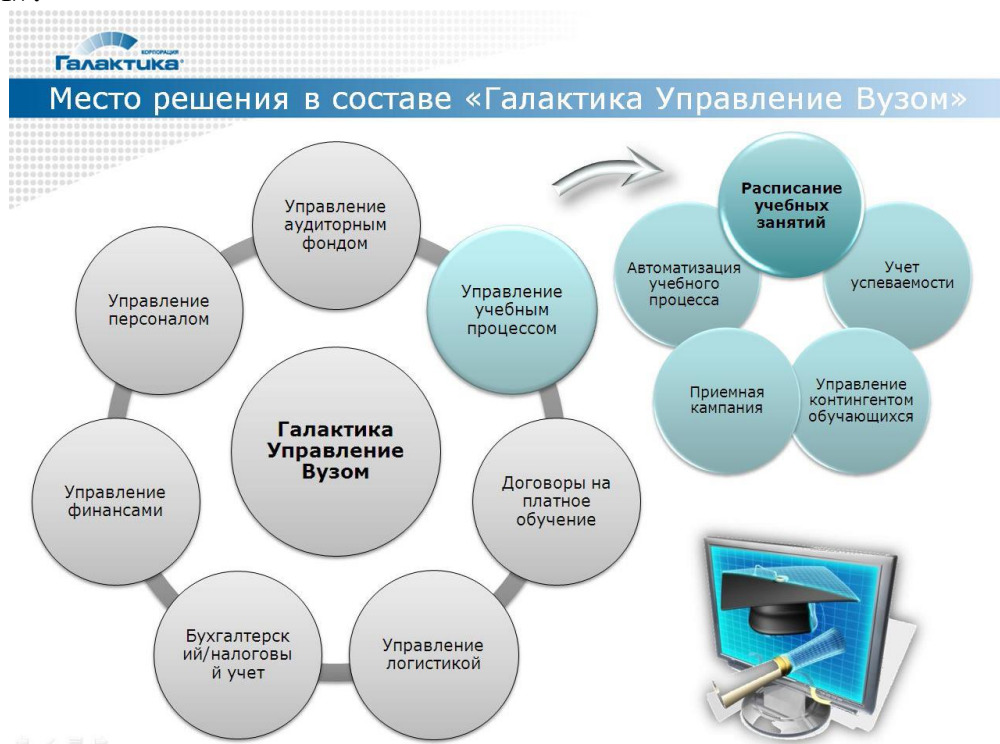 КОРПОРАЦИЯ
Галактика
Место решения в составе «Галактика Управление Вузом»
Управление
аудиторным
фондом
Управление
персоналом
Управление
учебным
процессом
Галактика
Управление
Вузом
Управление
финансами
Договоры на
платное
обучение
Бухгалтерск
ий/налоговы
й учет
Управление
логистикой
Расписание
учебных
занятий
Автоматизация
учебного
процесса
Учет
успеваемости
Приемная
кампания
Управление
контингентом
обучающихся